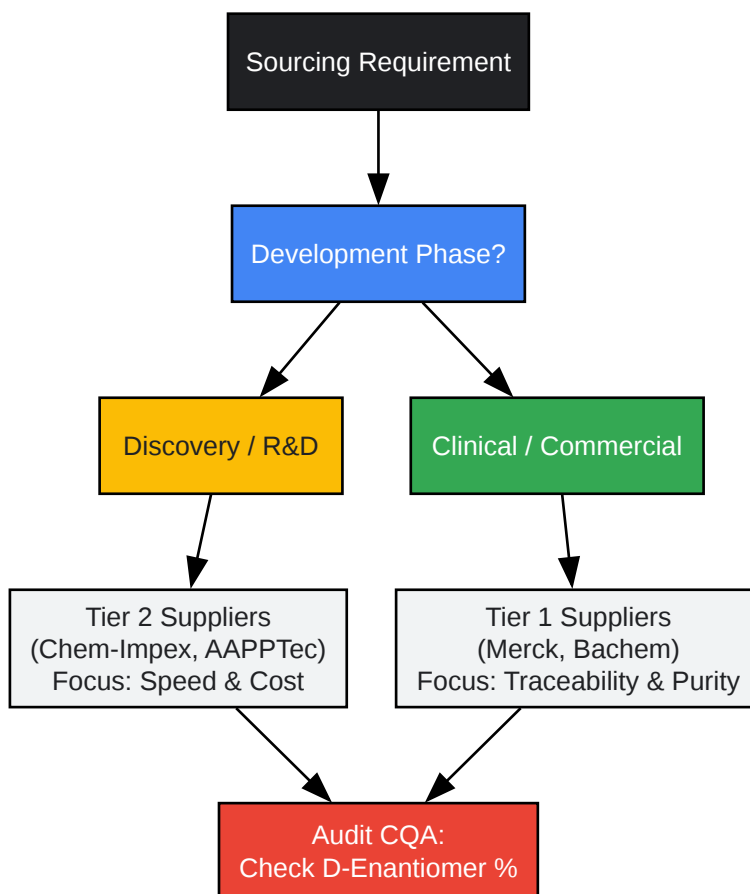 Sourcing Requirement
Development Phase?
Discovery / R&D
Clinical / Commercial
Tier 2 Suppliers
(Chem-Impex, AAPPTec)
Focus: Speed & Cost
Tier 1 Suppliers
(Merck, Bachem)
Focus: Traceability & Purity
Audit CQA:
Check D-Enantiomer %